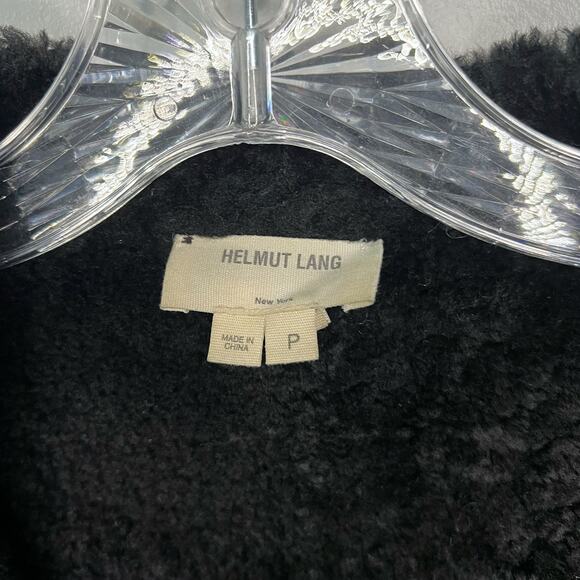 HELMUT LANG
New York
MADE IN
CHINA
P